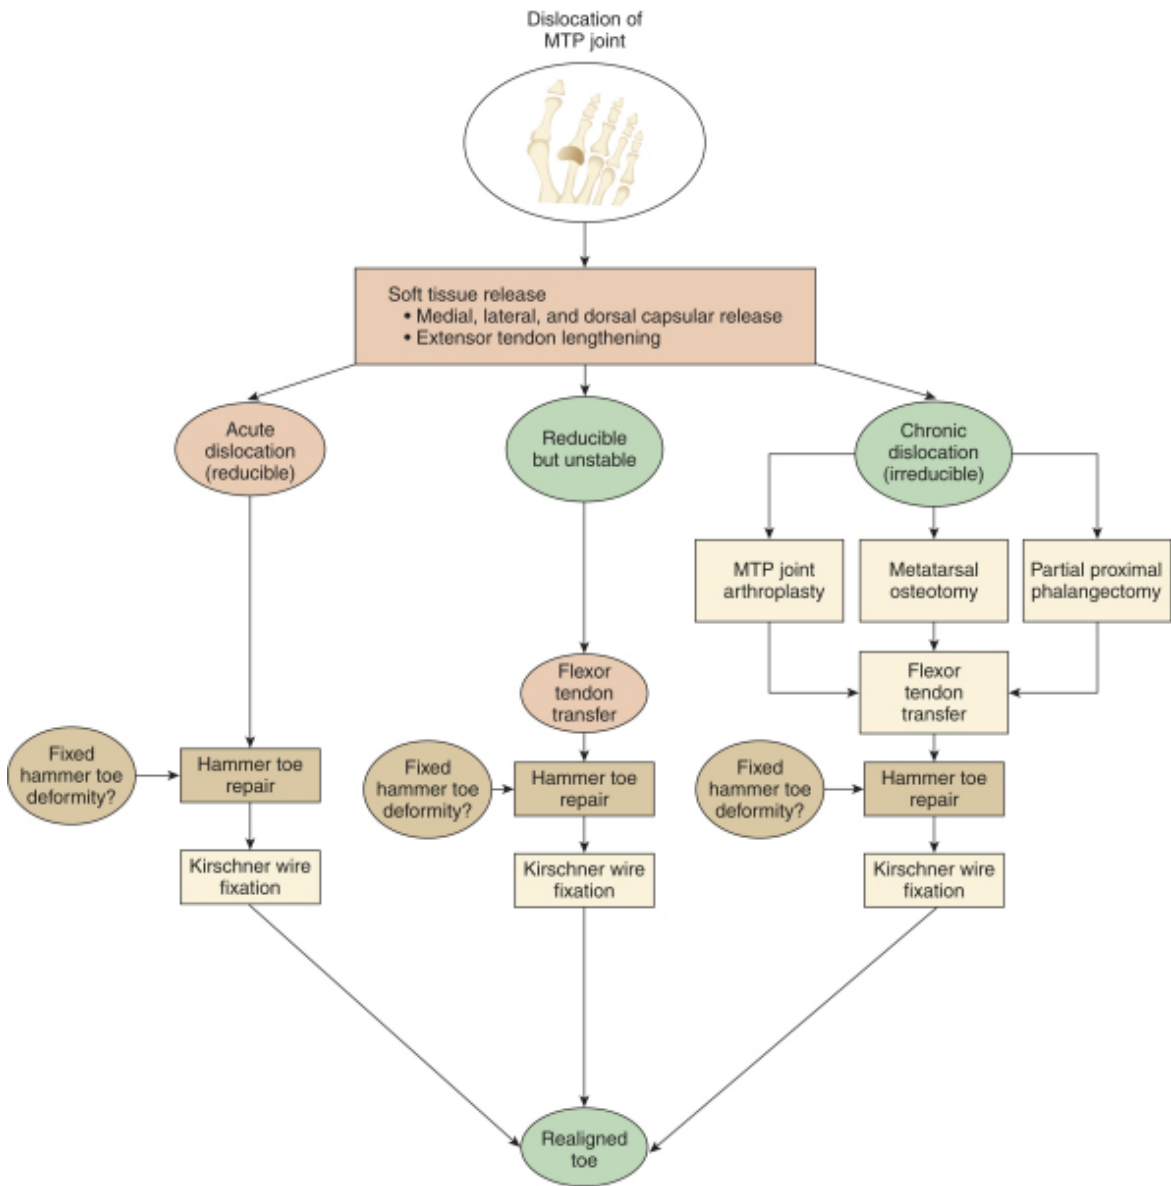 Dislocation of
MTP joint
Soft tissue release
• Medial, lateral, and dorsal capsular release
• Extensor tendon lengthening
Acute
dislocation
(reducible)
Reducible
but unstable
Chronic
dislocation
(irreducible)
MTP joint
arthroplasty
Metatarsal
osteotomy
Partial proximal
phalangectomy
Flexor
tendon
transfer
Flexor
tendon
transfer
Fixed
hammer toe
deformity?
Hammer toe
repair
Fixed
hammer toe
deformity?
Hammer toe
repair
Fixed
hammer toe
deformity?
Hammer toe
repair
Kirschner wire
fixation
Kirschner wire
fixation
Kirschner wire
fixation
Realigned
toe